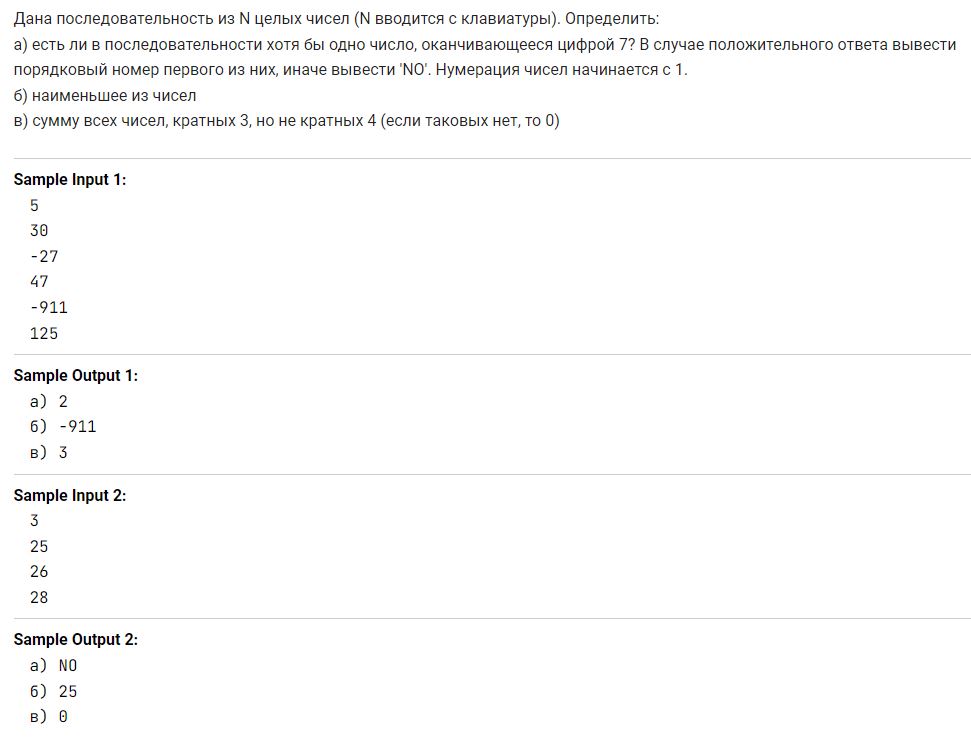 Дана последовательность из N целых чисел (N вводится с клавиатуры). Определить:
а) есть ли в последовательности хотя бы одно число, оканчивающееся цифрой 7? В случае положительного ответа вывести
порядковый номер первого из них, иначе вывести 'NO'. Нумерация чисел начинается с 1.
б) наименьшее из чисел
в) сумму всех чисел, кратных 3, но не кратных 4 (если таковых нет, то 0)
Sample Input 1:
5
30
-27
47
-911
125
Sample Output 1:
а) 2
б) -911
в) 3
Sample Input 2:
3
25
26
28
Sample Output 2:
а) NO
б) 25
в) 0